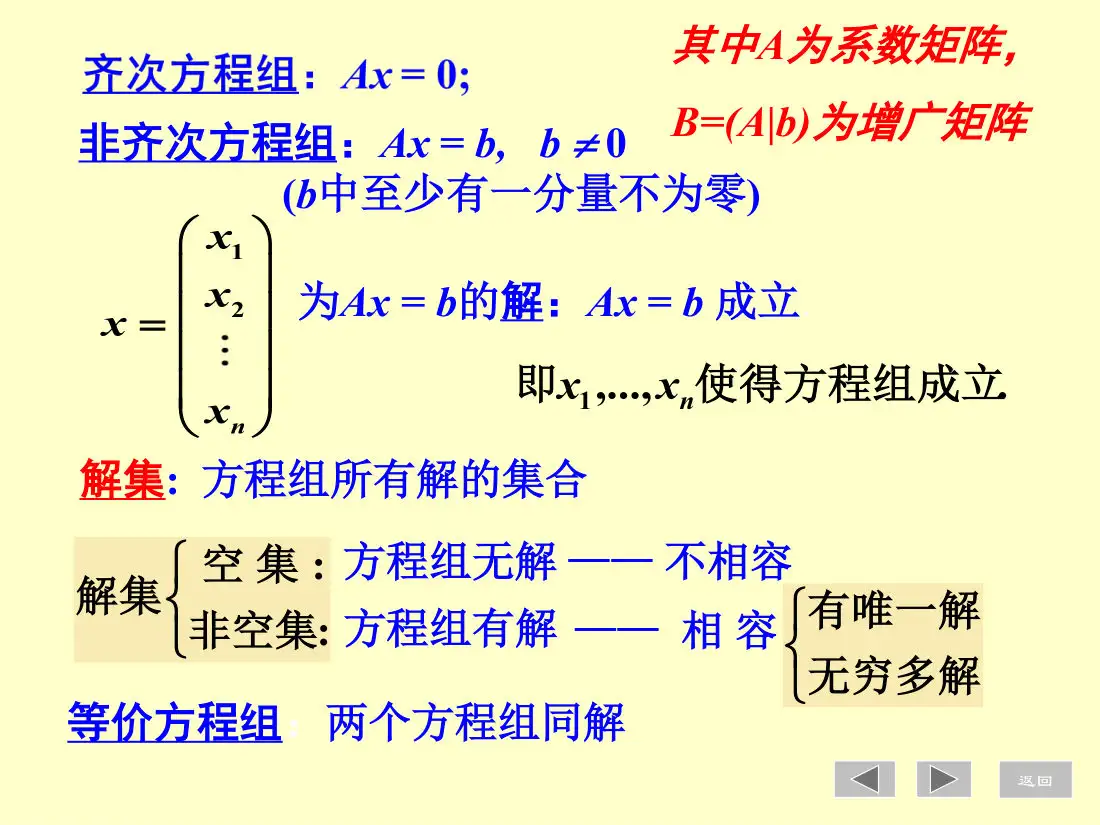 齐次方程组：Ax = 0;
其中A为系数矩阵，
B=(A|b)为增广矩阵
非齐次方程组：Ax = b, b ≠ 0
(b中至少有一分量不为零)
x = (x₁ x₂ ⋮ xₙ)
为Ax = b的解：Ax = b 成立
即x₁,...,xₙ使得方程组成立.
解集：方程组所有解的集合
解集
空 集：方程组无解 —— 不相容
非空集：方程组有解 —— 相 容
有唯一解
无穷多解
等价方程组：两个方程组同解
返回